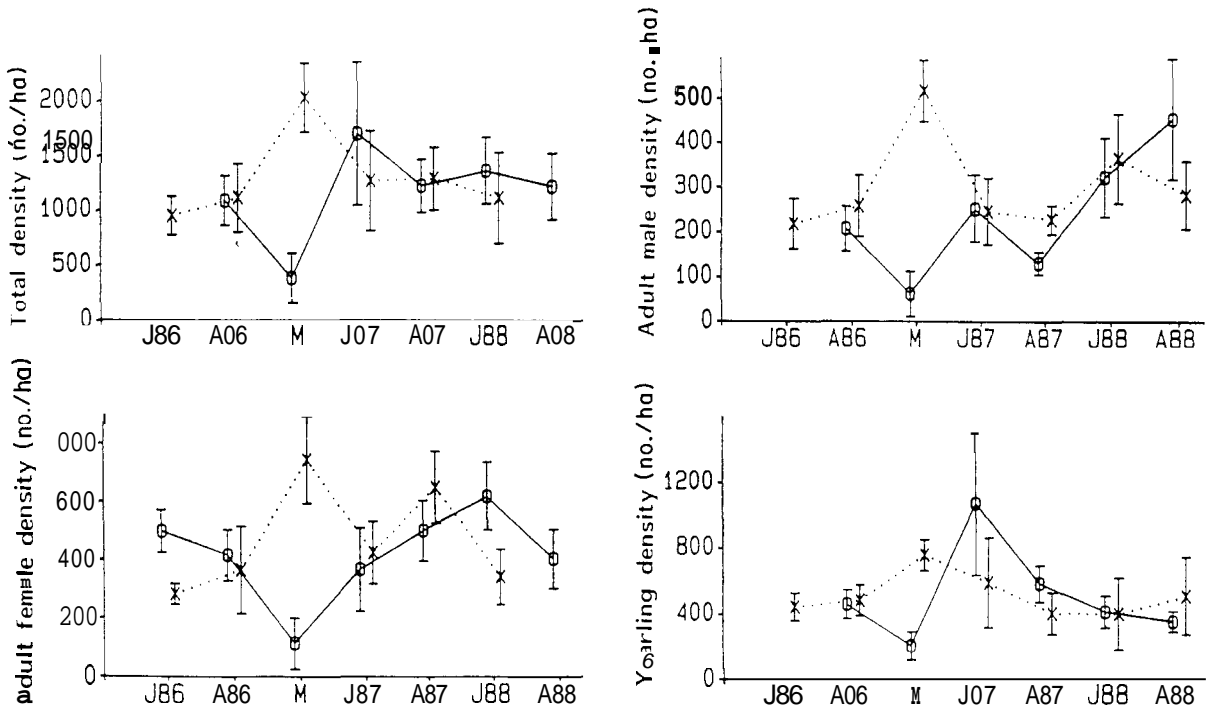 Total density (no./ha)
2000
1500
1500
1000
500
0
J86 A06 M J07 A07 J88 A08
Adult male density (no. ha)
500
400
300
200
100
0
J86 A86 M J87 A87 J88 A88
adult female density (no./ha)
000
600
400
200
0
J86 A86 M J87 A87 J88 A88
Yearling density (no./ha)
1200
800
400
0
J86 A06 M J07 A87 J88 A88